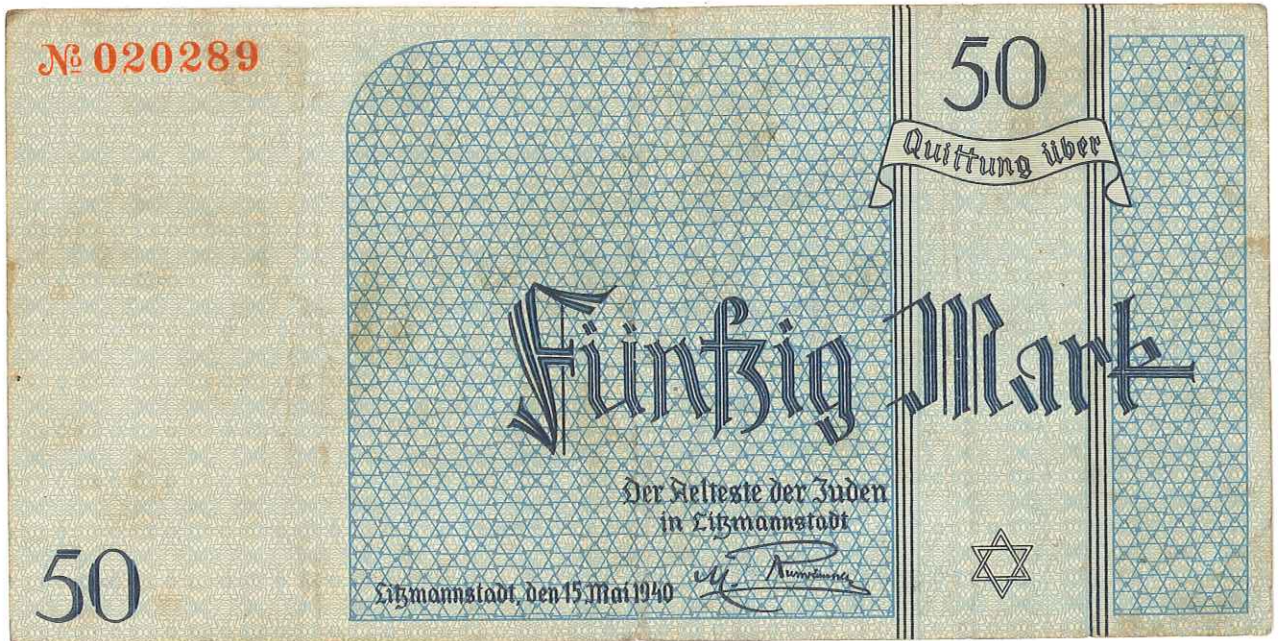 № 020289
50
Quittung über
Fünfzig Mark
Der Aelteste der Juden
in Litzmannstadt
Litzmannstadt, den 15. Mai 1940
50